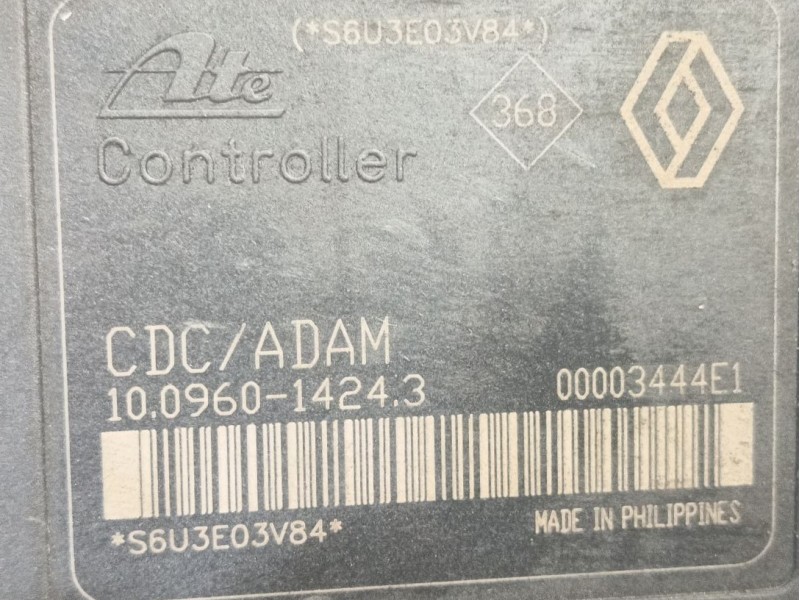 (*S6U3E03V84*)
Ate
368
Controller
CDC/ADAM
10.0960-1424.3
00003444E1
*S6U3E03V84*
MADE IN PHILIPPINES